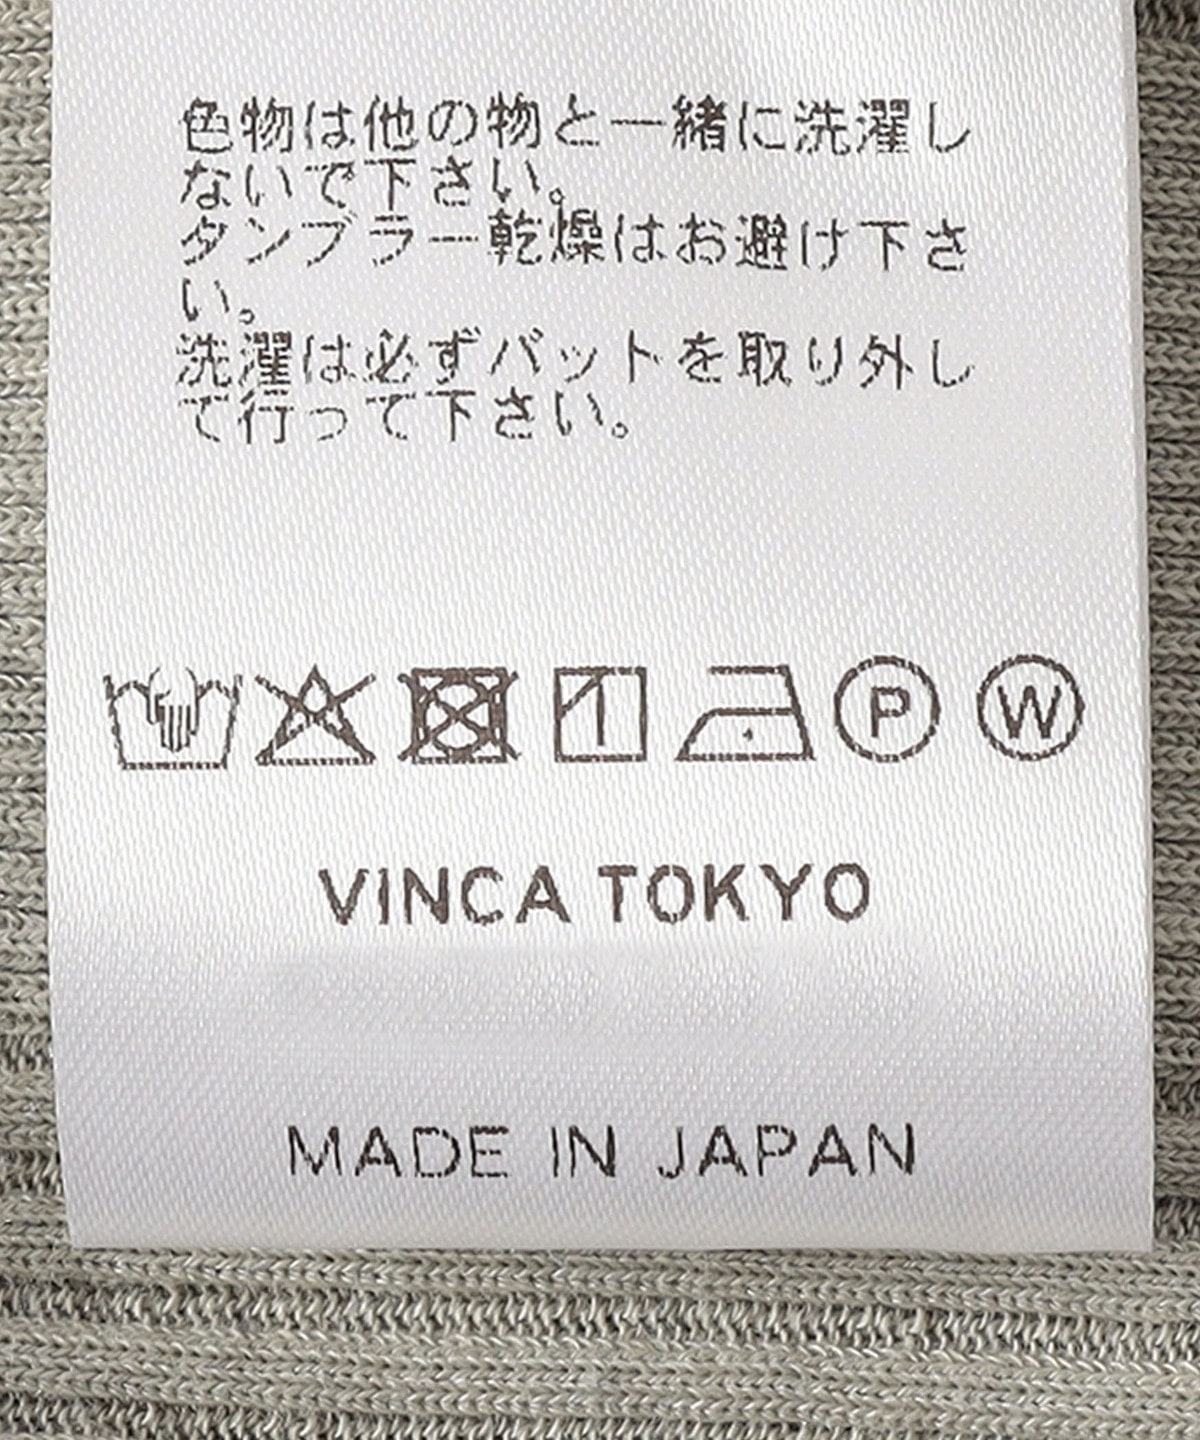 色物は他の物と一緒に洗濯し
ないで下さい。
タンブラー乾燥はお避け下さ
い。
洗濯は必ずパットを取り外し
て行って下さい。
P W
VINCA TOKYO
MADE IN JAPAN